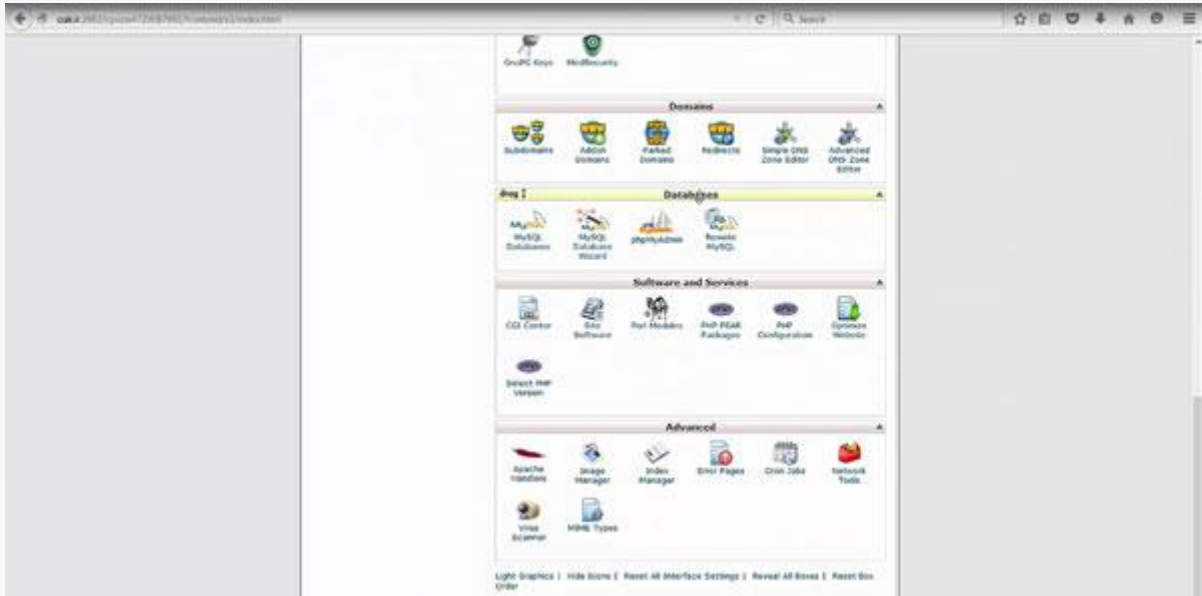 Search
GnuPG Keys ModSecurity
Domains
Subdomains Addon Domains Parked Domains Redirects Simple DNS Zone Editor Advanced DNS Zone Editor
drag Databases
MySQL Databases MySQL Database Wizard phpMyAdmin Remote MySQL
Software and Services
CGI Center Site Software Perl Modules PHP PEAR Packages PHP Configuration Optimize Website
Select PHP Version
Advanced
Apache Handlers Image Manager Index Manager Error Pages Cron Jobs Network Tools
Virus Scanner MIME Types
Light Graphics | Hide Icons | Reset All Interface Settings | Reveal All Boxes | Reset Box
Order